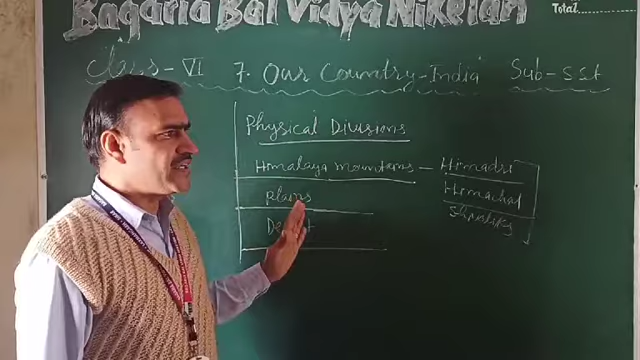 Bagaria Bal Vidya Niketan
Total
Class - VI
7. Our Country - India
Sub - SSt
Physical Divisions
Himalaya mountains - Himadri
Himachal
Shivaliks
Plains